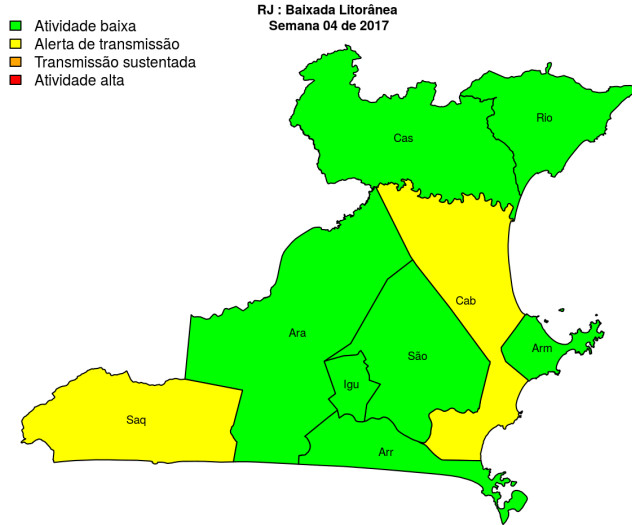 RJ : Baixada Litorânea
Semana 04 de 2017
Atividade baixa
Alerta de transmissão
Transmissão sustentada
Atividade alta
Rio
Cas
Cab
Ara
Arm
São
Igu
Saq
Arr